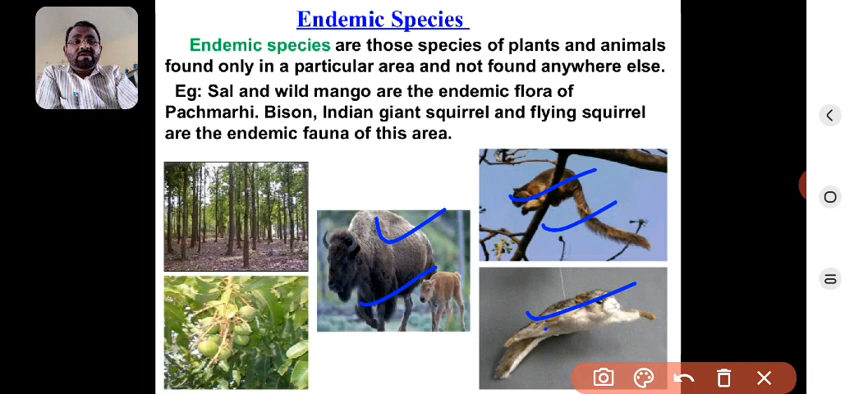 Endemic Species
Endemic species are those species of plants and animals
found only in a particular area and not found anywhere else.
Eg: Sal and wild mango are the endemic flora of
Pachmarhi. Bison, Indian giant squirrel and flying squirrel
are the endemic fauna of this area.